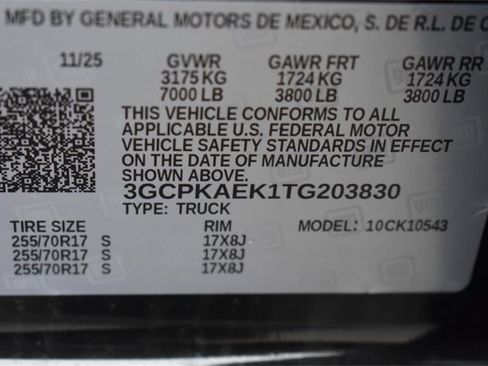 MFD BY GENERAL MOTORS DE MEXICO, S. DE R.L. DE C
11/25 GVWR GAWR FRT GAWR RR
3175 KG 1724 KG 1724 KG
7000 LB 3800 LB 3800 LB
THIS VEHICLE CONFORMS TO ALL
APPLICABLE U.S. FEDERAL MOTOR
VEHICLE SAFETY STANDARDS IN EFFECT
ON THE DATE OF MANUFACTURE
SHOWN ABOVE.
3GCPKAEK1TG203830
TYPE: TRUCK MODEL: 10CK10543
TIRE SIZE RIM
255/70R17 S 17X8J
255/70R17 S 17X8J
255/70R17 S 17X8J